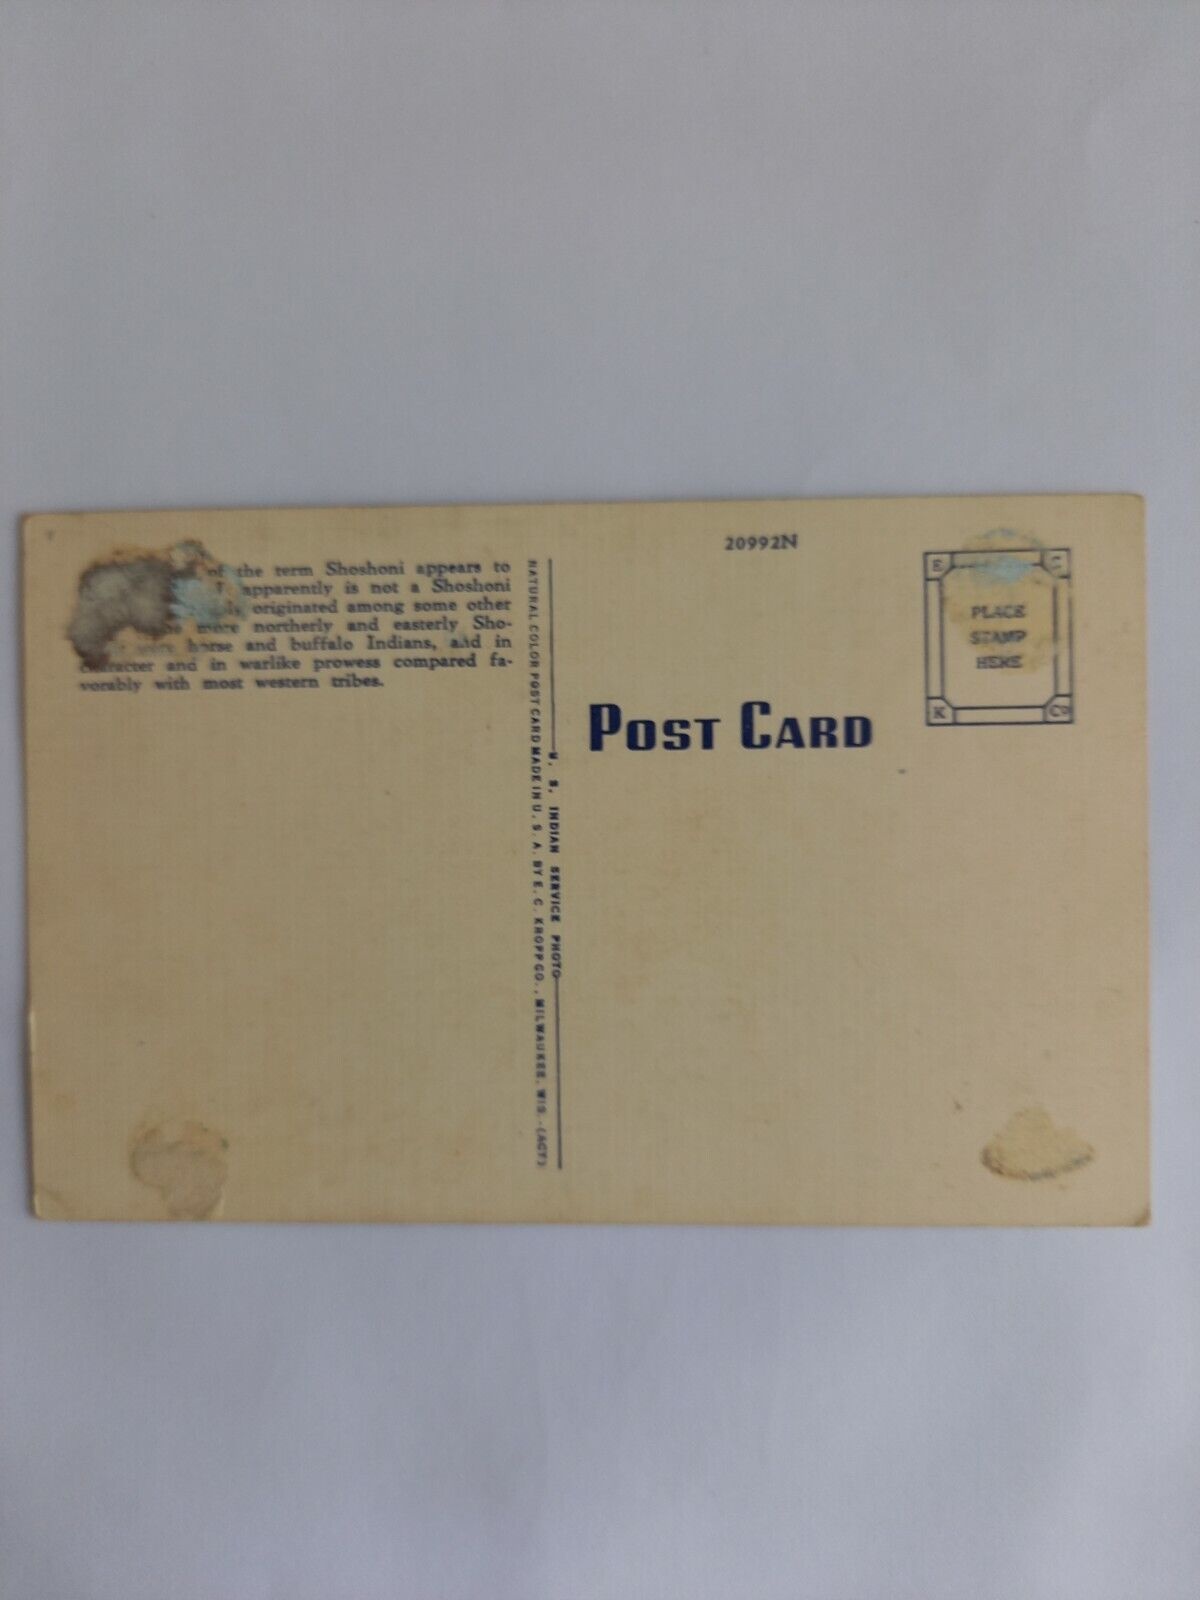 of the term Shoshoni appears to
apparently is not a Shoshoni
originated among some other
more northerly and easterly Sho-
were horse and buffalo Indians, and in
character and in warlike prowess compared fa-
vorably with most western tribes.
NATURAL COLOR POST CARD MADE IN U. S. A. BY E. C. KROPP CO., MILWAUKEE, WIS. (ACT)
U. S. INDIAN SERVICE PHOTO
20992N
POST CARD
E C
PLACE
STAMP
HERE
K Co